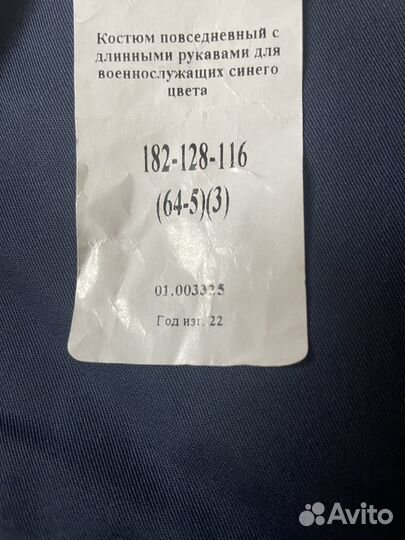 Костюм повседневный с
длинными рукавами для
военнослужащих синего
цвета
182-128-116
(64-5)(3)
01.003325
Год изг. 22
Avito